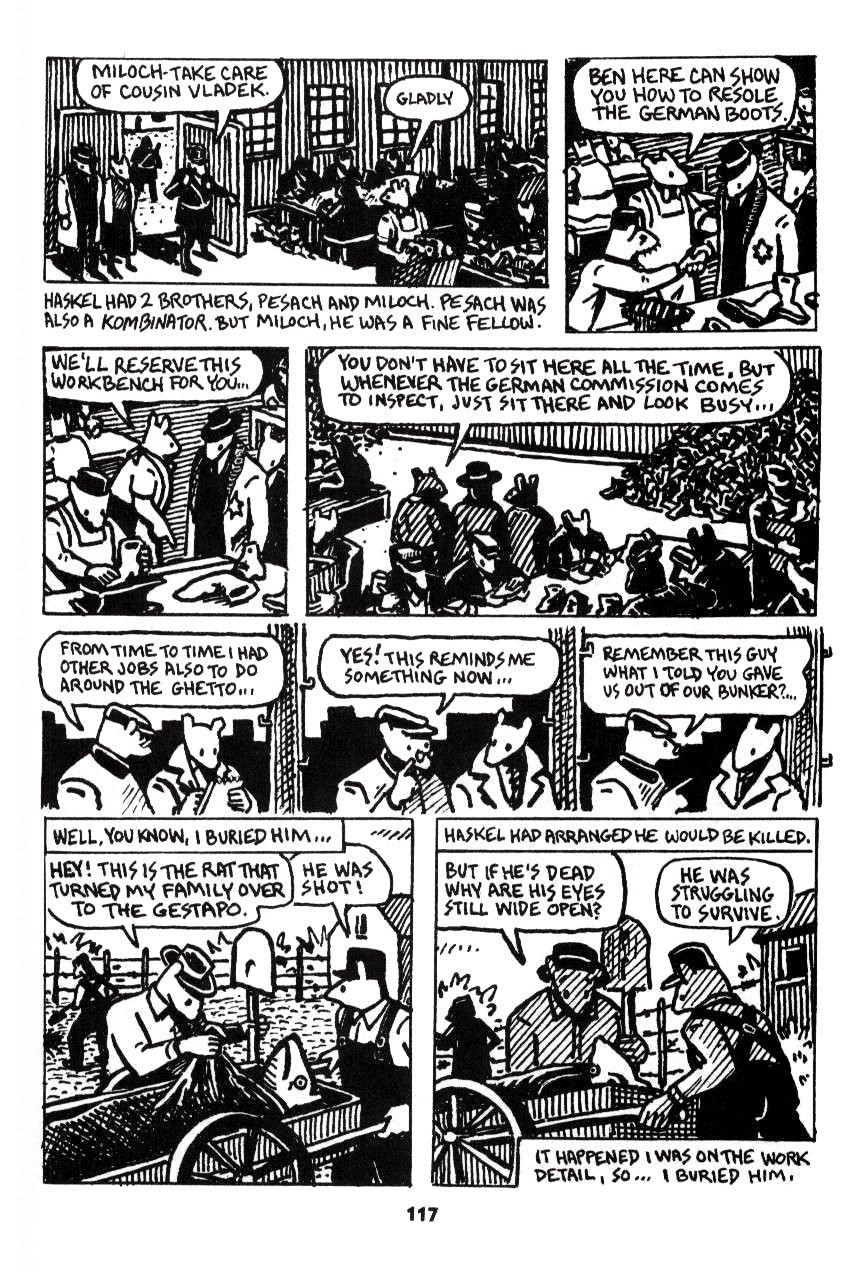 MILOCH-TAKE CARE
OF COUSIN VLADEK.
GLADLY
HASKEL HAD 2 BROTHERS, PESACH AND MILOCH. PESACH WAS
ALSO A KOMBINATOR. BUT MILOCH, HE WAS A FINE FELLOW.
BEN HERE CAN SHOW
YOU HOW TO RESOLE
THE GERMAN BOOTS.
WE'LL RESERVE THIS
WORKBENCH FOR YOU...
YOU DON'T HAVE TO SIT HERE ALL THE TIME, BUT
WHENEVER THE GERMAN COMMISSION COMES
TO INSPECT, JUST SIT THERE AND LOOK BUSY...
FROM TIME TO TIME I HAD
OTHER JOBS ALSO TO DO
AROUND THE GHETTO...
YES! THIS REMINDS ME
SOMETHING NOW...
REMEMBER THIS GUY
WHAT I TOLD YOU GAVE
US OUT OF OUR BUNKER?...
WELL, YOU KNOW, I BURIED HIM...
HEY! THIS IS THE RAT THAT
TURNED MY FAMILY OVER
TO THE GESTAPO.
HE WAS
SHOT!
HASKEL HAD ARRANGED HE WOULD BE KILLED.
BUT IF HE'S DEAD
WHY ARE HIS EYES
STILL WIDE OPEN?
HE WAS
STRUGGLING
TO SURVIVE.
IT HAPPENED I WAS ON THE WORK
DETAIL, SO... I BURIED HIM.
117